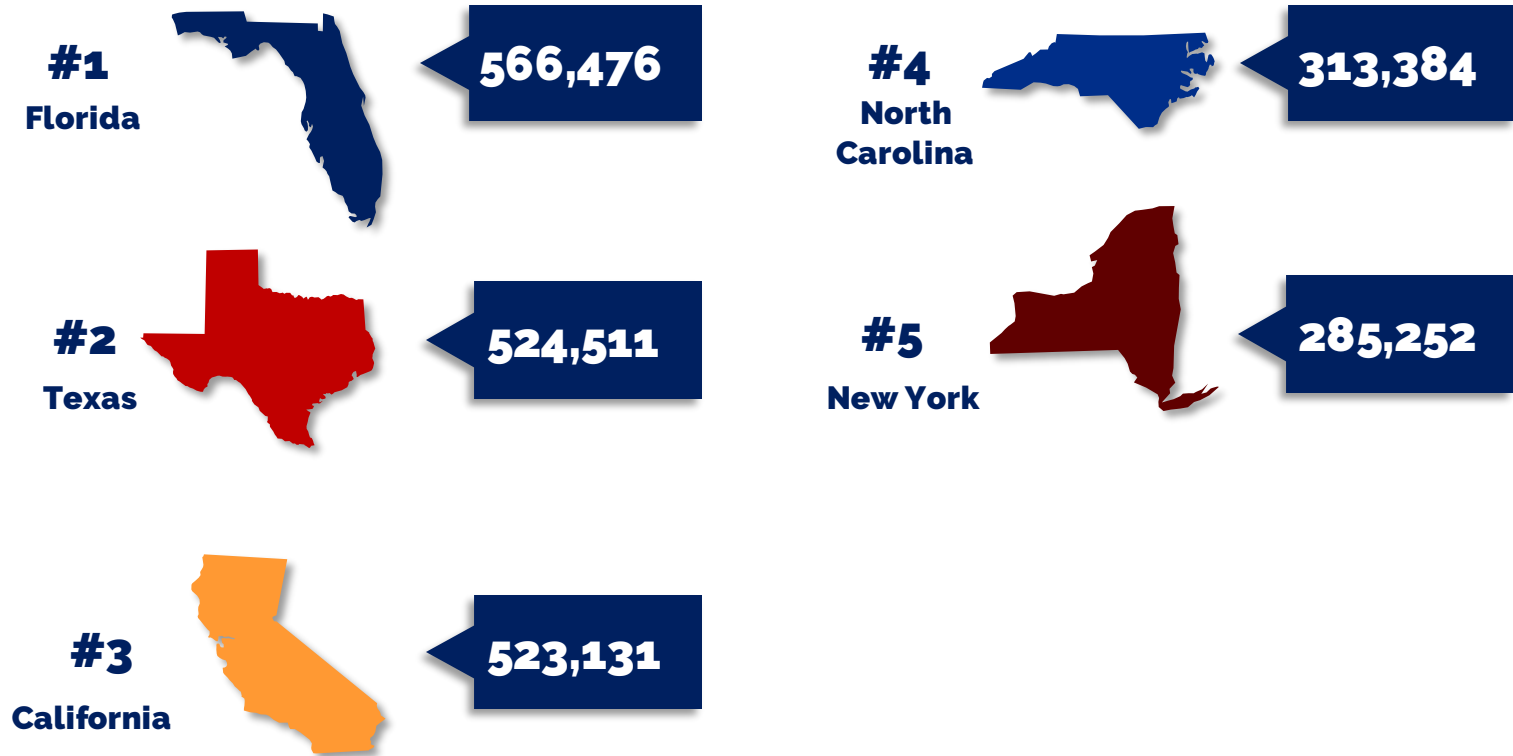 #1
Florida
566,476
#2
Texas
524,511
#3
California
523,131
#4
North
Carolina
313,384
#5
New York
285,252